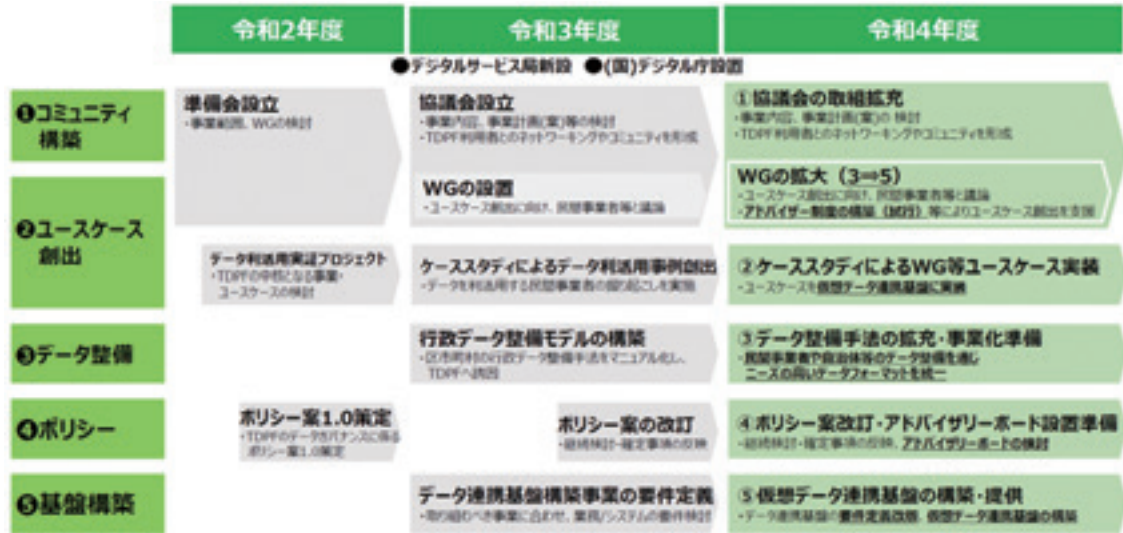 令和2年度
令和3年度
令和4年度
●デジタルサービス局新設 ●(国)デジタル庁設置
❶コミュニティ
構築
準備会設立
・事業範囲、WGの検討
協議会設立
・事業内容、事業計画(案)等の検討
・TDPF利用者とのネットワーキングやコミュニティを形成
①協議会の取組拡充
・事業内容、事業計画(案)の 検討
・TDPF利用者とのネットワーキングやコミュニティを形成
❷ユースケース
創出
WGの設置
・ユースケース創出に向け、民間事業者等と議論
WGの拡大（3⇒5）
・ユースケース創出に向け、民間事業者等と議論
・アドバイザー制度の構築（試行）等によりユースケース創出を支援
データ利活用実証プロジェクト
・TDPFの中核となる事業・
ユースケースの検討
ケーススタディによるデータ利活用事例創出
・データを利活用する民間事業者の掘り起こしを実施
②ケーススタディによるWG等ユースケース実装
・ユースケースを仮想データ連携基盤に実装
❸データ整備
行政データ整備モデルの構築
・区市町村の行政データ整備手法をマニュアル化し、
TDPFへ誘因
③データ整備手法の拡充・事業化準備
・民間事業者や自治体等のデータ整備を通し
ニーズの高いデータフォーマットを統一
❹ポリシー
ポリシー案1.0策定
・TDPFのデータガバナンスに係る
ポリシー案1.0策定
ポリシー案の改訂
・継続検討・確定事項の反映
④ポリシー案改訂・アドバイザリーボード設置準備
・継続検討・確定事項の反映、アドバイザリーボードの検討
❺基盤構築
データ連携基盤構築事業の要件定義
・取り組むべき事業に合わせ、業務/システムの要件検討
⑤仮想データ連携基盤の構築・提供
・データ連携基盤の要件定義改題、仮想データ連携基盤の構築